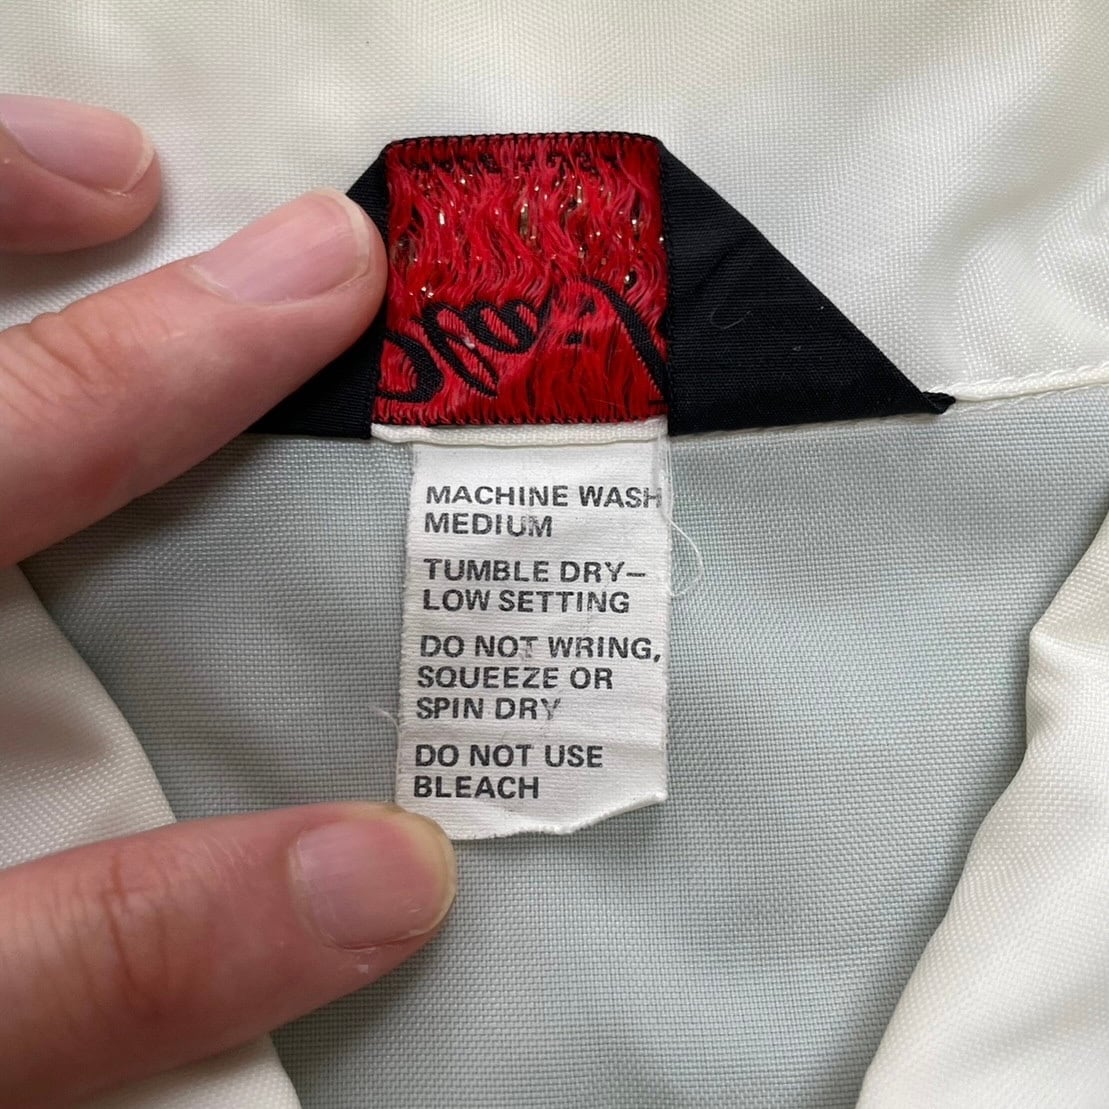 MACHINE WASH
MEDIUM
TUMBLE DRY–
LOW SETTING
DO NOT WRING,
SQUEEZE OR
SPIN DRY
DO NOT USE
BLEACH